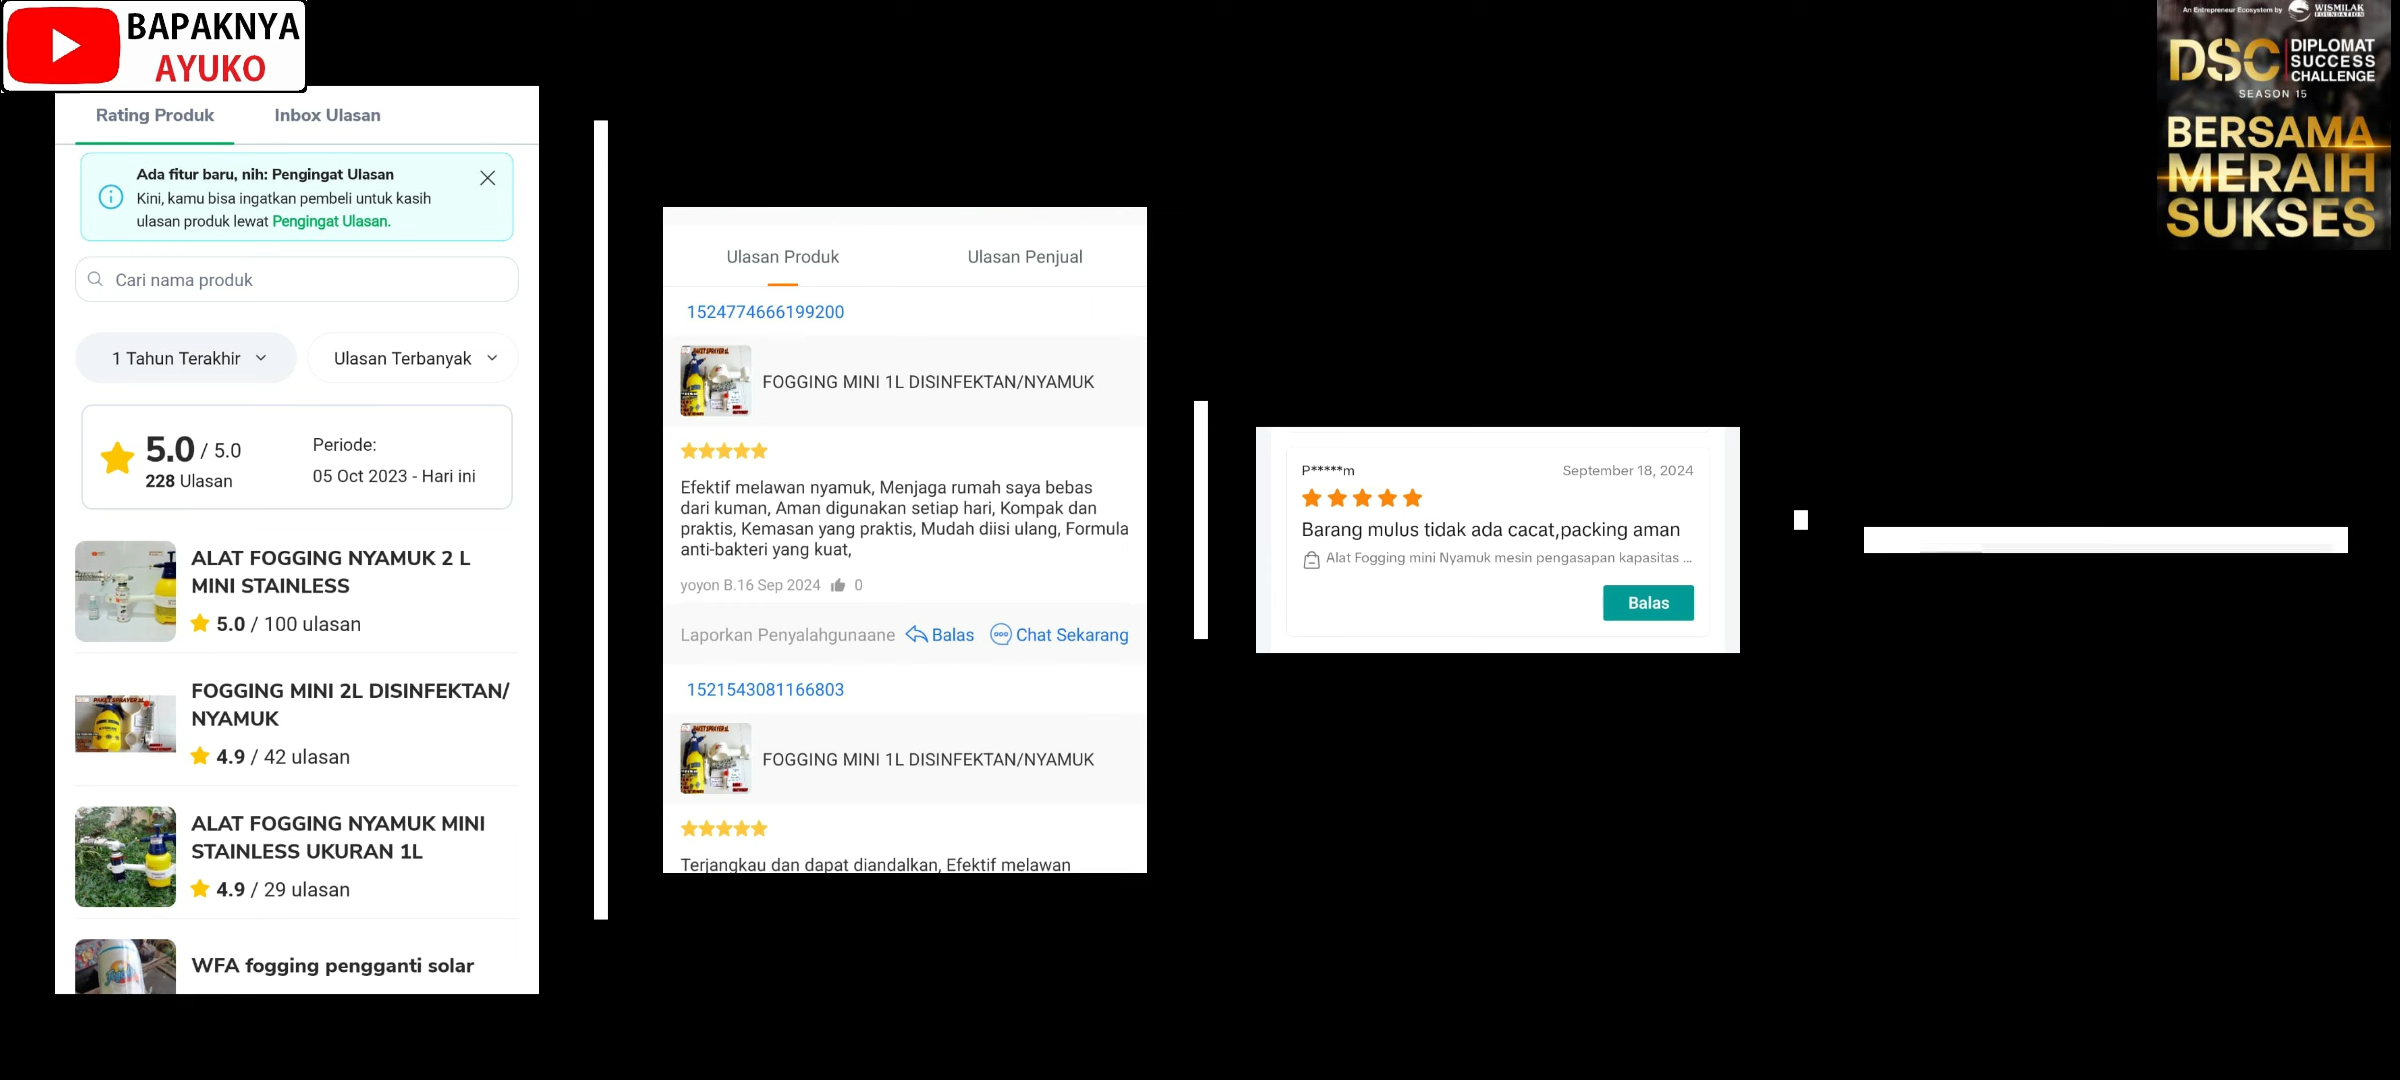 BAPAKNYA
AYUKO
An Entrepreneur Ecosystem by WISMILAK
FOUNDATION
DSC DIPLOMAT
SUCCESS
CHALLENGE
SEASON 15
BERSAMA
MERAIH
SUKSES
Rating Produk
Inbox Ulasan
Ada fitur baru, nih: Pengingat Ulasan
Kini, kamu bisa ingatkan pembeli untuk kasih
ulasan produk lewat Pengingat Ulasan.
Cari nama produk
1 Tahun Terakhir
Ulasan Terbanyak
5.0 / 5.0
228 Ulasan
Periode:
05 Oct 2023 - Hari ini
ALAT FOGGING NYAMUK 2 L
MINI STAINLESS
5.0 / 100 ulasan
FOGGING MINI 2L DISINFEKTAN/
NYAMUK
4.9 / 42 ulasan
ALAT FOGGING NYAMUK MINI
STAINLESS UKURAN 1L
4.9 / 29 ulasan
WFA fogging pengganti solar
Ulasan Produk
Ulasan Penjual
1524774666199200
FOGGING MINI 1L DISINFEKTAN/NYAMUK
Efektif melawan nyamuk, Menjaga rumah saya bebas
dari kuman, Aman digunakan setiap hari, Kompak dan
praktis, Kemasan yang praktis, Mudah diisi ulang, Formula
anti-bakteri yang kuat,
yoyon B.16 Sep 2024 0
Laporkan Penyalahgunaane Balas Chat Sekarang
1521543081166803
FOGGING MINI 1L DISINFEKTAN/NYAMUK
Terjangkau dan dapat diandalkan, Efektif melawan
P*****m
September 18, 2024
Barang mulus tidak ada cacat,packing aman
Alat Fogging mini Nyamuk mesin pengasapan kapasitas ...
Balas